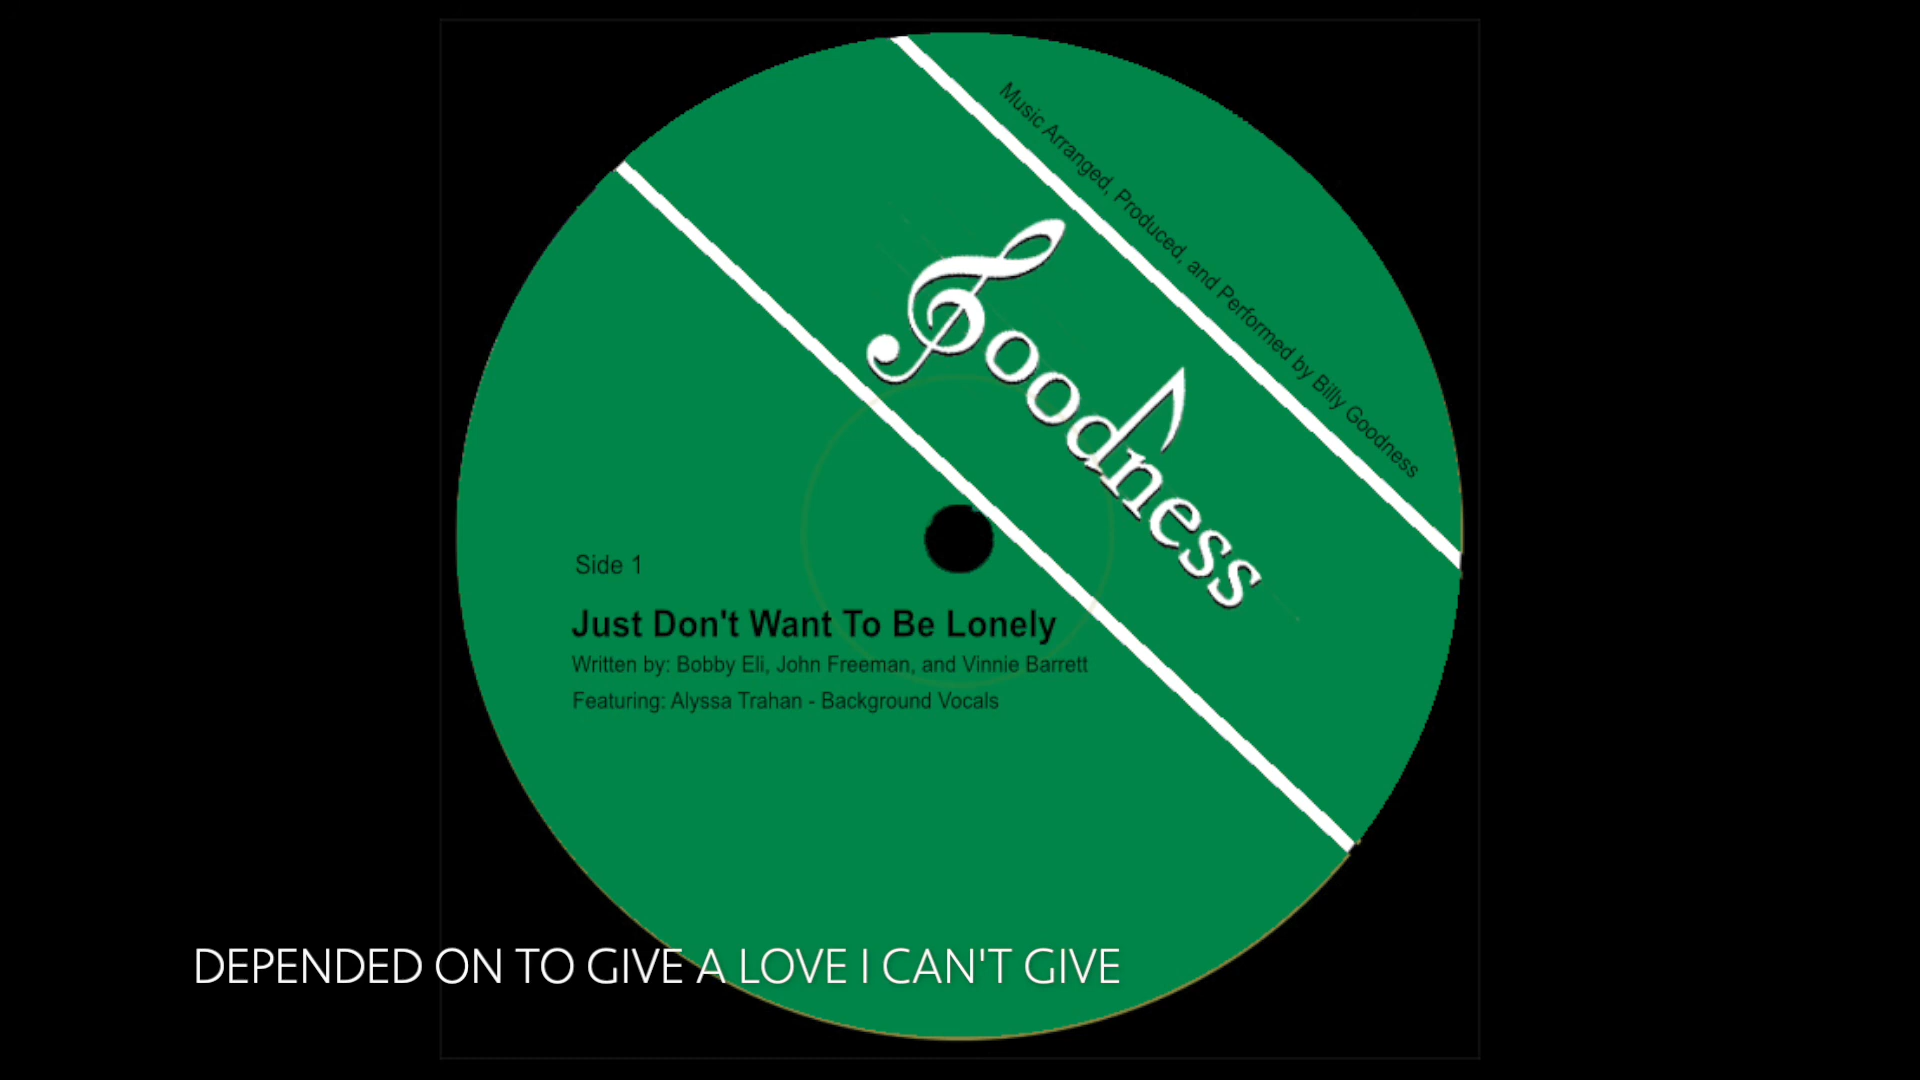 Music Arranged, Produced, and Performed by Billy Goodness
Goodness
Side 1
Just Don't Want To Be Lonely
Written by: Bobby Eli, John Freeman, and Vinnie Barrett
Featuring: Alyssa Trahan - Background Vocals
DEPENDED ON TO GIVE A LOVE I CAN'T GIVE